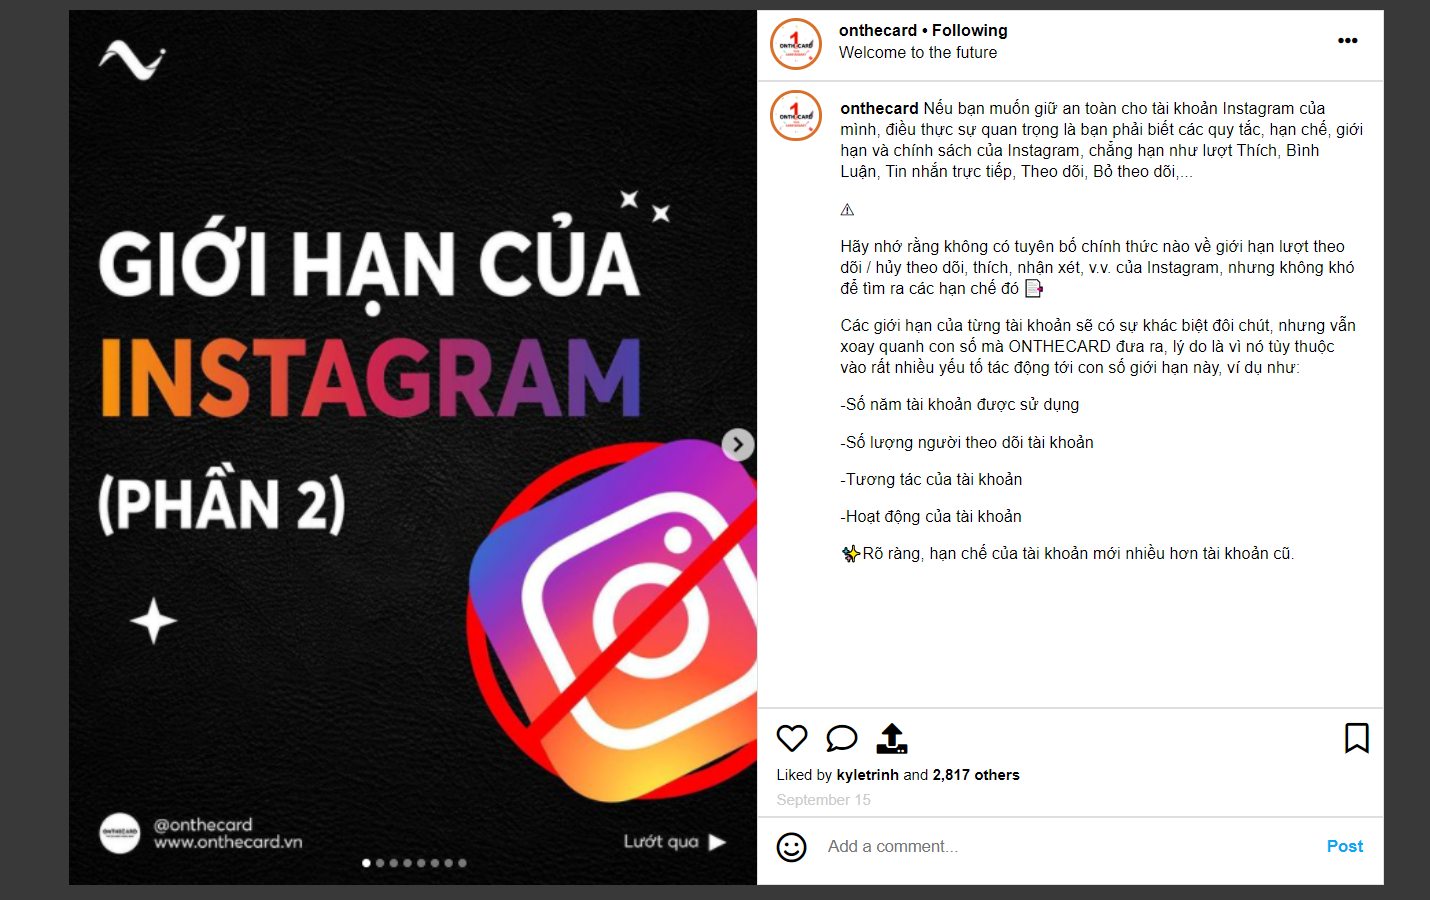 GIỚI HẠN CỦA
INSTAGRAM
(PHẦN 2)
ONTHECARD
@onthecard
www.onthecard.vn
Lướt qua
1
ONTHECARD
onthecard • Following
Welcome to the future
1
ONTHECARD
onthecard Nếu bạn muốn giữ an toàn cho tài khoản Instagram của
mình, điều thực sự quan trọng là bạn phải biết các quy tắc, hạn chế, giới
hạn và chính sách của Instagram, chẳng hạn như lượt Thích, Bình
Luận, Tin nhắn trực tiếp, Theo dõi, Bỏ theo dõi,...
⚠
Hãy nhớ rằng không có tuyên bố chính thức nào về giới hạn lượt theo
dõi / hủy theo dõi, thích, nhận xét, v.v. của Instagram, nhưng không khó
để tìm ra các hạn chế đó 📑
Các giới hạn của từng tài khoản sẽ có sự khác biệt đôi chút, nhưng vẫn
xoay quanh con số mà ONTHECARD đưa ra, lý do là vì nó tùy thuộc
vào rất nhiều yếu tố tác động tới con số giới hạn này, ví dụ như:
-Số năm tài khoản được sử dụng
-Số lượng người theo dõi tài khoản
-Tương tác của tài khoản
-Hoạt động của tài khoản
✨Rõ ràng, hạn chế của tài khoản mới nhiều hơn tài khoản cũ.
Liked by kyletrinh and 2,817 others
September 15
Add a comment...
Post